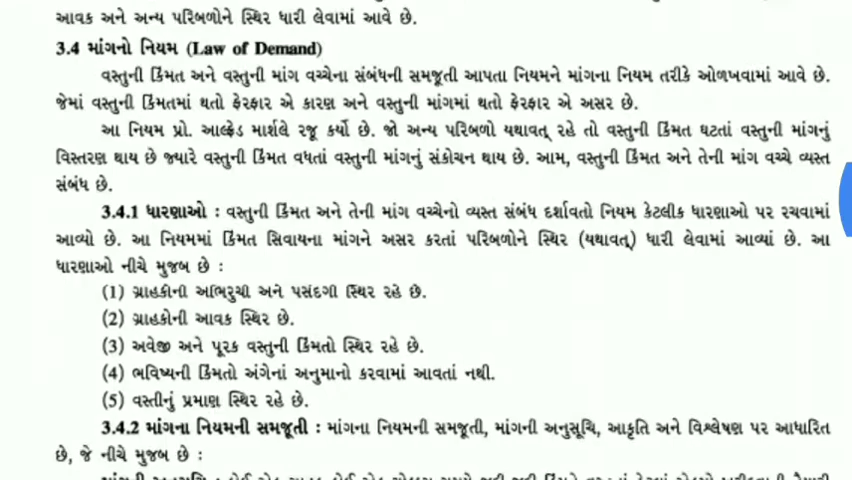 આવક અને અન્ય પરિબળોને સ્થિર ધારી લેવામાં આવે છે.
3.4 માંગનો નિયમ (Law of Demand)
વસ્તુની કિંમત અને વસ્તુની માંગ વચ્ચેના સંબંધની સમજૂતી આપતા નિયમને માંગના નિયમ તરીકે ઓળખવામાં આવે છે.
જેમાં વસ્તુની કિંમતમાં થતો ફેરફાર એ કારણ અને વસ્તુની માંગમાં થતો ફેરફાર એ અસર છે.
આ નિયમ પ્રો. આલ્ફ્રેડ માર્શલે રજૂ કર્યો છે. જો અન્ય પરિબળો યથાવત્ રહે તો વસ્તુની કિંમત ઘટતાં વસ્તુની માંગનું
વિસ્તરણ થાય છે જ્યારે વસ્તુની કિંમત વધતાં વસ્તુની માંગનું સંકોચન થાય છે. આમ, વસ્તુની કિંમત અને તેની માંગ વચ્ચે વ્યસ્ત
સંબંધ છે.
3.4.1 ધારણાઓ : વસ્તુની કિંમત અને તેની માંગ વચ્ચેનો વ્યસ્ત સંબંધ દર્શાવતો નિયમ કેટલીક ધારણાઓ પર રચવામાં
આવ્યો છે. આ નિયમમાં કિંમત સિવાયના માંગને અસર કરતાં પરિબળોને સ્થિર (યથાવત્) ધારી લેવામાં આવ્યાં છે. આ
ધારણાઓ નીચે મુજબ છે :
(1) ગ્રાહકોની અભિરુચી અને પસંદગી સ્થિર રહે છે.
(2) ગ્રાહકોની આવક સ્થિર છે.
(3) અવેજી અને પૂરક વસ્તુની કિંમતો સ્થિર રહે છે.
(4) ભવિષ્યની કિંમતો અંગેનાં અનુમાનો કરવામાં આવતાં નથી.
(5) વસ્તીનું પ્રમાણ સ્થિર રહે છે.
3.4.2 માંગના નિયમની સમજૂતી : માંગના નિયમની સમજૂતી, માંગની અનુસૂચિ, આકૃતિ અને વિશ્લેષણ પર આધારિત
છે, જે નીચે મુજબ છે :